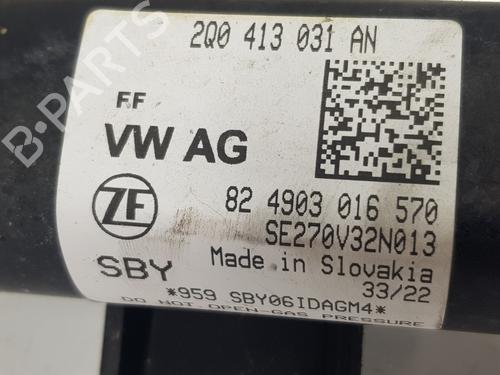 2Q0 413 031 AN
F.F
VW AG
ZF
82 4903 016 570
SE270V32N013
SBY
Made in Slovakia
33/22
*959 SBY06IDAGM4*
DO NOT OPEN-GAS PRESSURE
B-PARTS